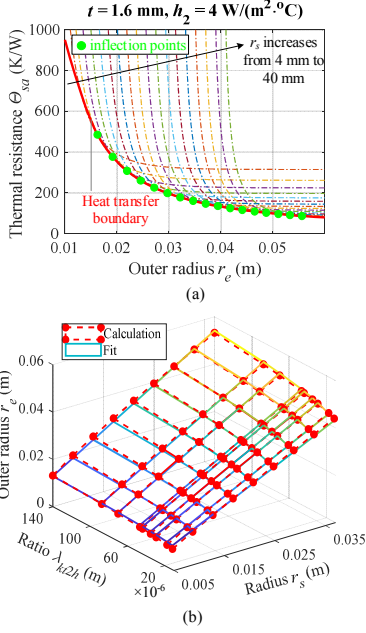 t = 1.6 mm, h2 = 4 W/(m²·°C)
Thermal resistance Θsa (K/W)
1000
800
600
400
200
0
inflection points
rs increases
from 4 mm to
40 mm
Heat transfer
boundary
0.01 0.02 0.03 0.04 0.05
Outer radius re (m)
(a)
Calculation
Fit
Outer radius re (m)
0.06
0.04
0.02
0
140
100
60
20
×10-6
Ratio λkt2h (m)
0.005
0.015
0.025
0.035
Radius rs (m)
(b)